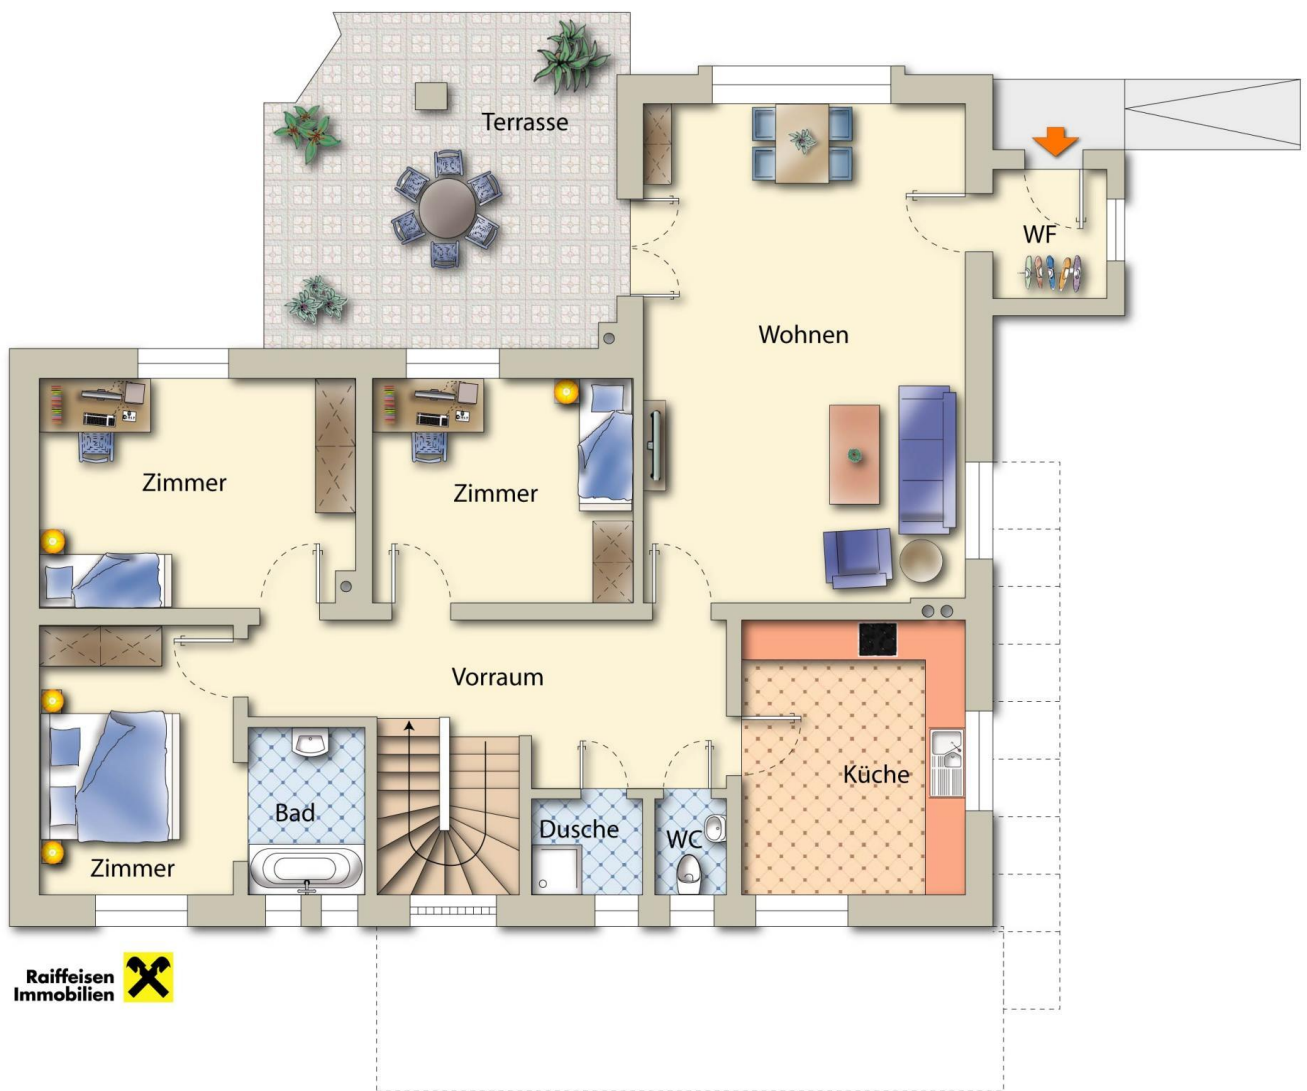 Terrasse
WF
Wohnen
Zimmer
Zimmer
Vorraum
Küche
Bad
Dusche
WC
Zimmer
Raiffeisen
Immobilien